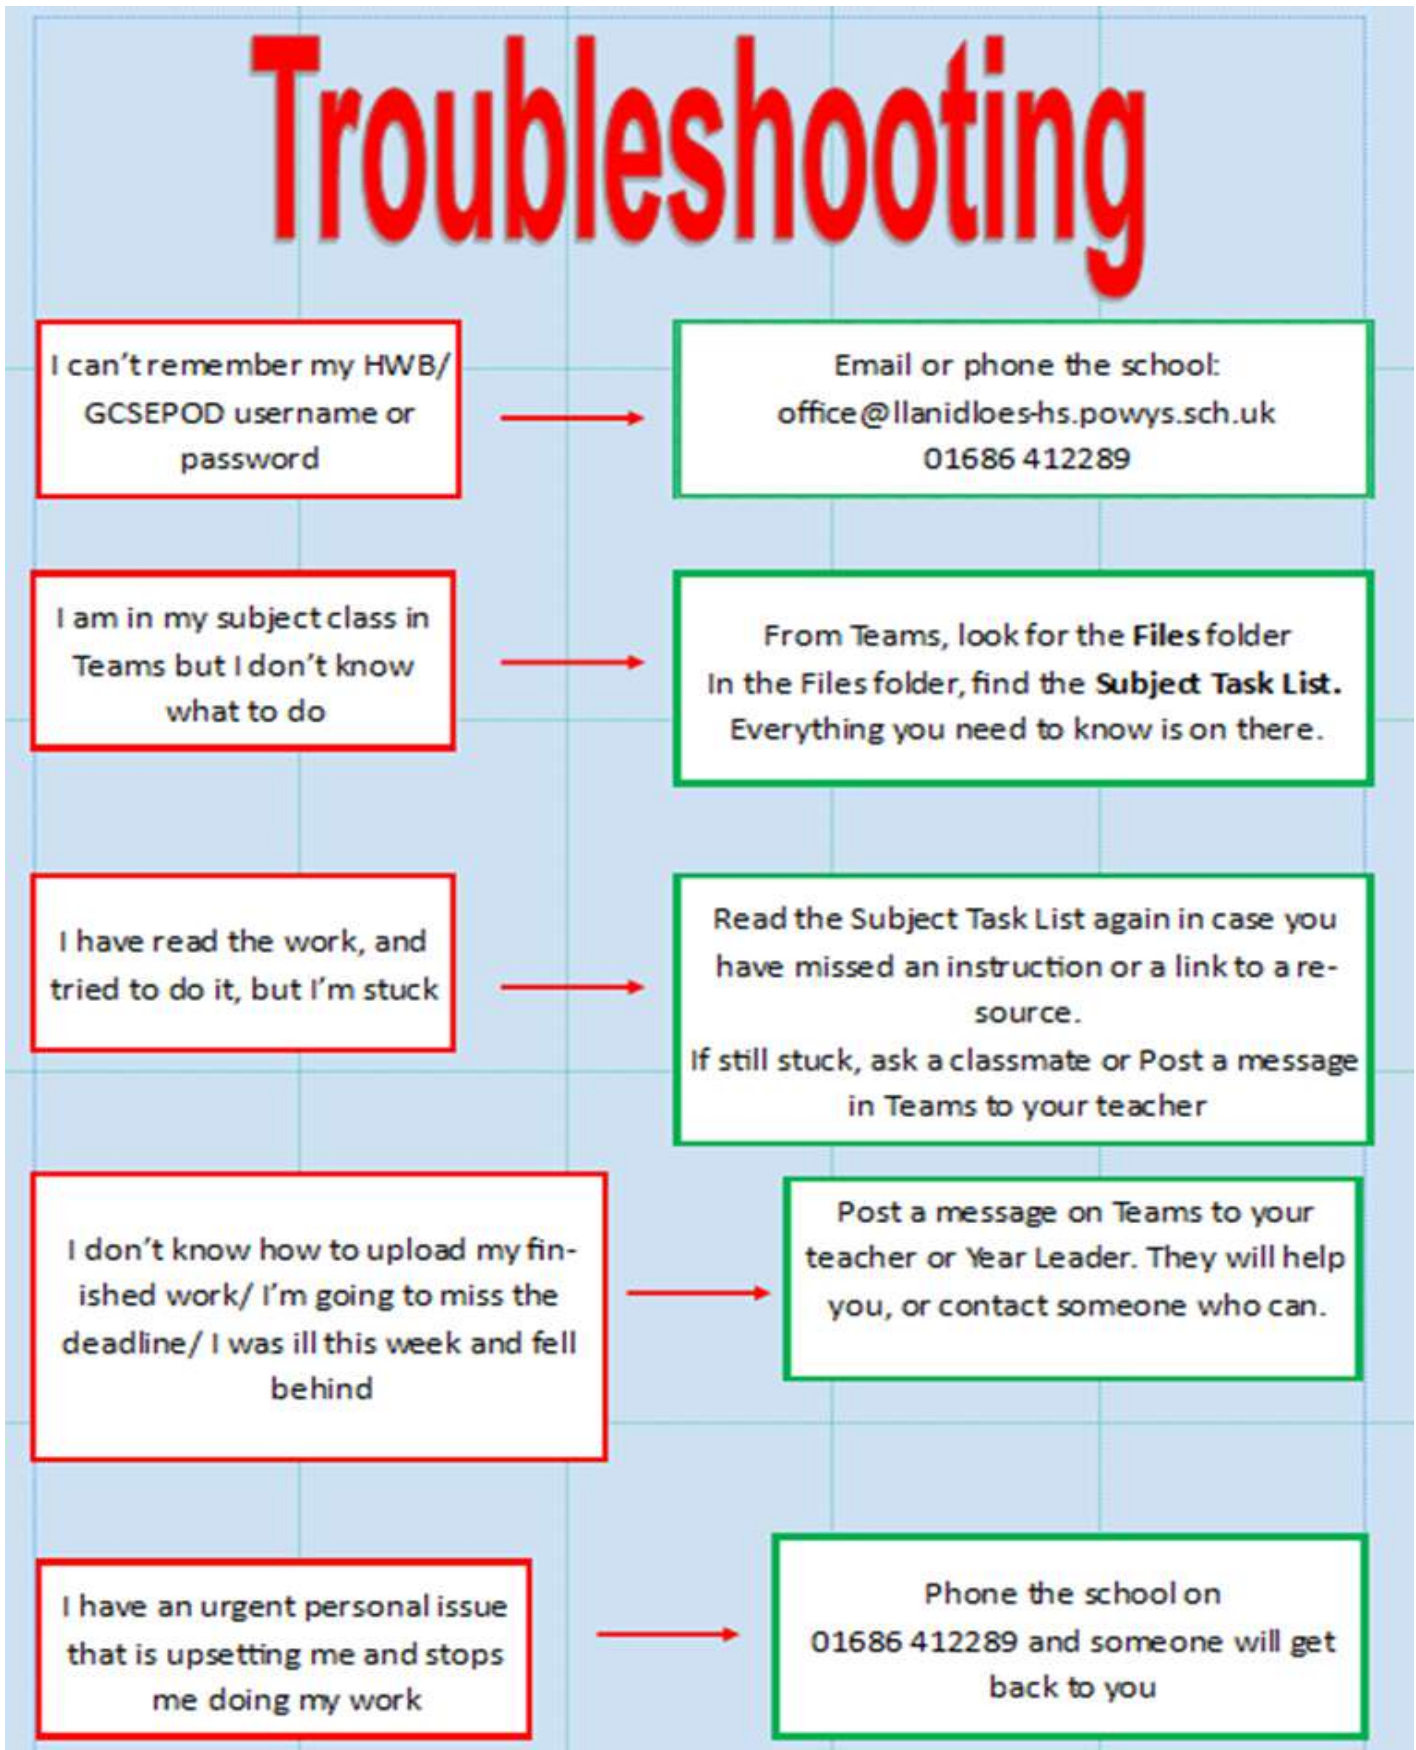 Troubleshooting
I can't remember my HWB/
GCSEPOD username or
password
Email or phone the school:
office@llanidloes-hs.powys.sch.uk
01686 412289
I am in my subject class in
Teams but I don't know
what to do
From Teams, look for the Files folder
In the Files folder, find the Subject Task List.
Everything you need to know is on there.
I have read the work, and
tried to do it, but I'm stuck
Read the Subject Task List again in case you
have missed an instruction or a link to a re-
source.
If still stuck, ask a classmate or Post a message
in Teams to your teacher
I don't know how to upload my fin-
ished work/ I'm going to miss the
deadline/ I was ill this week and fell
behind
Post a message on Teams to your
teacher or Year Leader. They will help
you, or contact someone who can.
I have an urgent personal issue
that is upsetting me and stops
me doing my work
Phone the school on
01686 412289 and someone will get
back to you